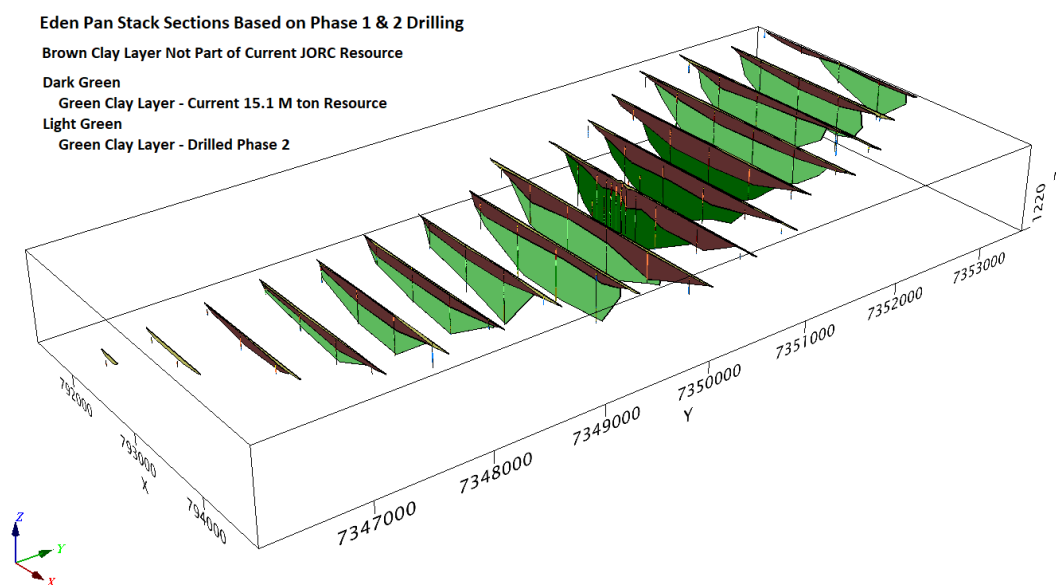 Eden Pan Stack Sections Based on Phase 1 & 2 Drilling
Brown Clay Layer Not Part of Current JORC Resource
Dark Green
Green Clay Layer - Current 15.1 M ton Resource
Light Green
Green Clay Layer - Drilled Phase 2
1220
7353000
7352000
7351000
7350000
Y
7349000
7348000
7347000
792000
793000
X
794000
Z
Y
X